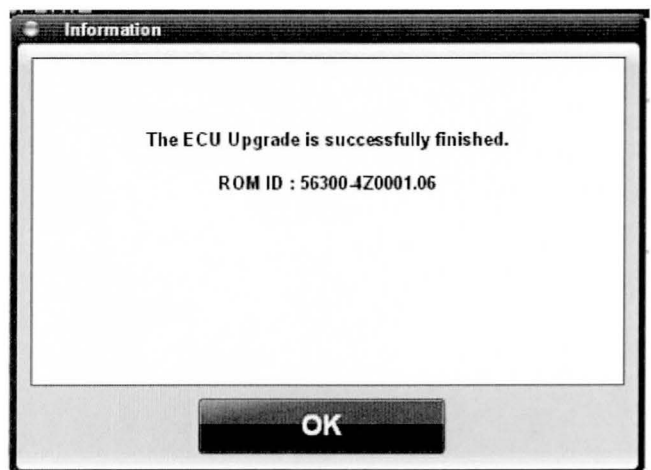 Information
The ECU Upgrade is successfully finished.
ROM ID : 56300-4Z0001.06
OK